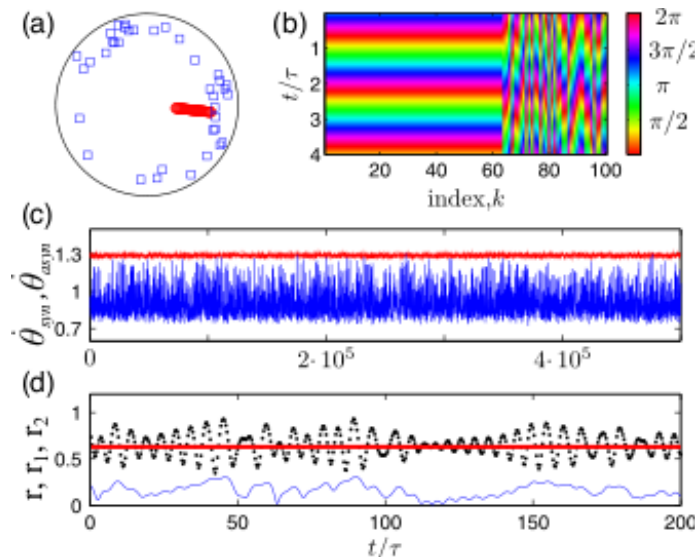 (a)
(b)
t/τ
1
2
3
4
20 40 60 80 100
index,k
2π
3π/2
π
π/2
(c)
θ̇syn, θ̇asyn
1.3
1
0.7
0 2· 10⁵ 4· 10⁵
(d)
r, r₁, r₂
1
0.5
0
0 50 100 150 200
t/τ